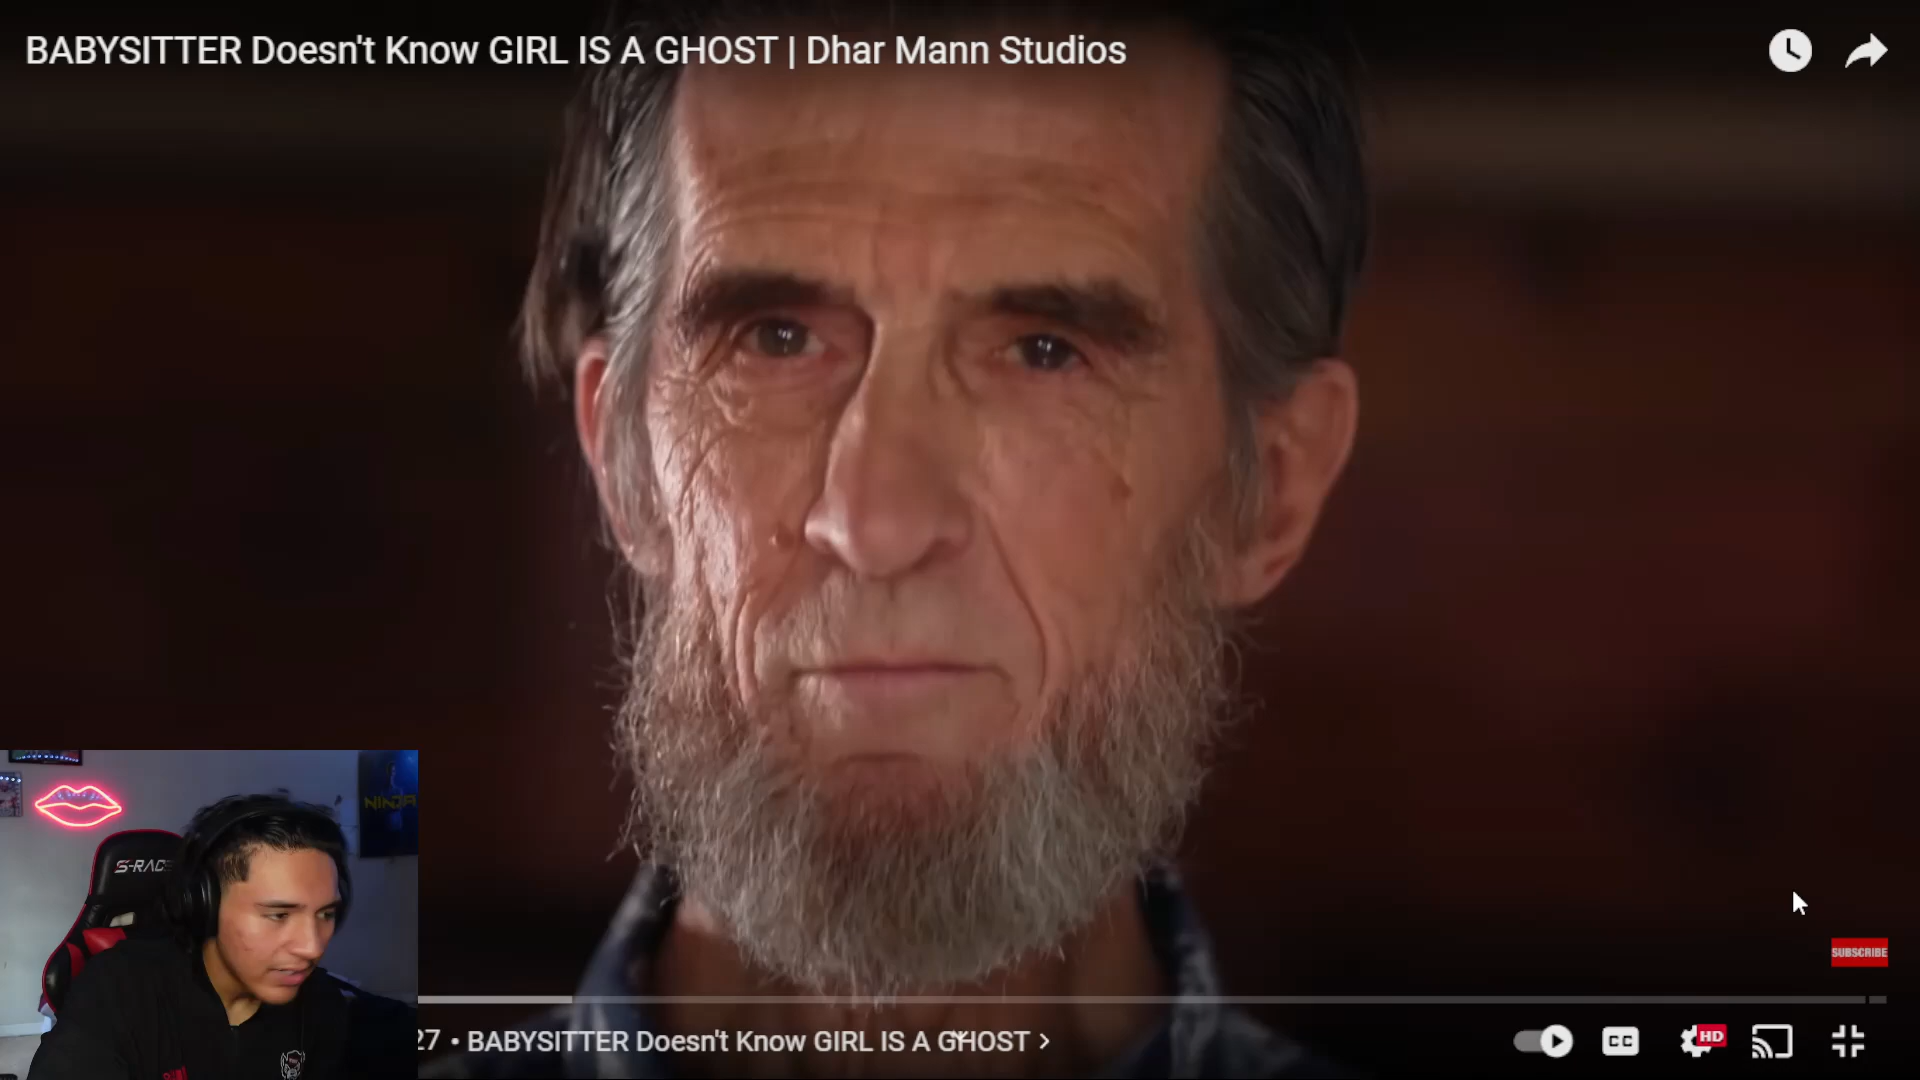 BABYSITTER Doesn't Know GIRL IS A GHOST | Dhar Mann Studios
NINJA
S-RACE
SUBSCRIBE
27 • BABYSITTER Doesn't Know GIRL IS A GHOST >
CC
HD